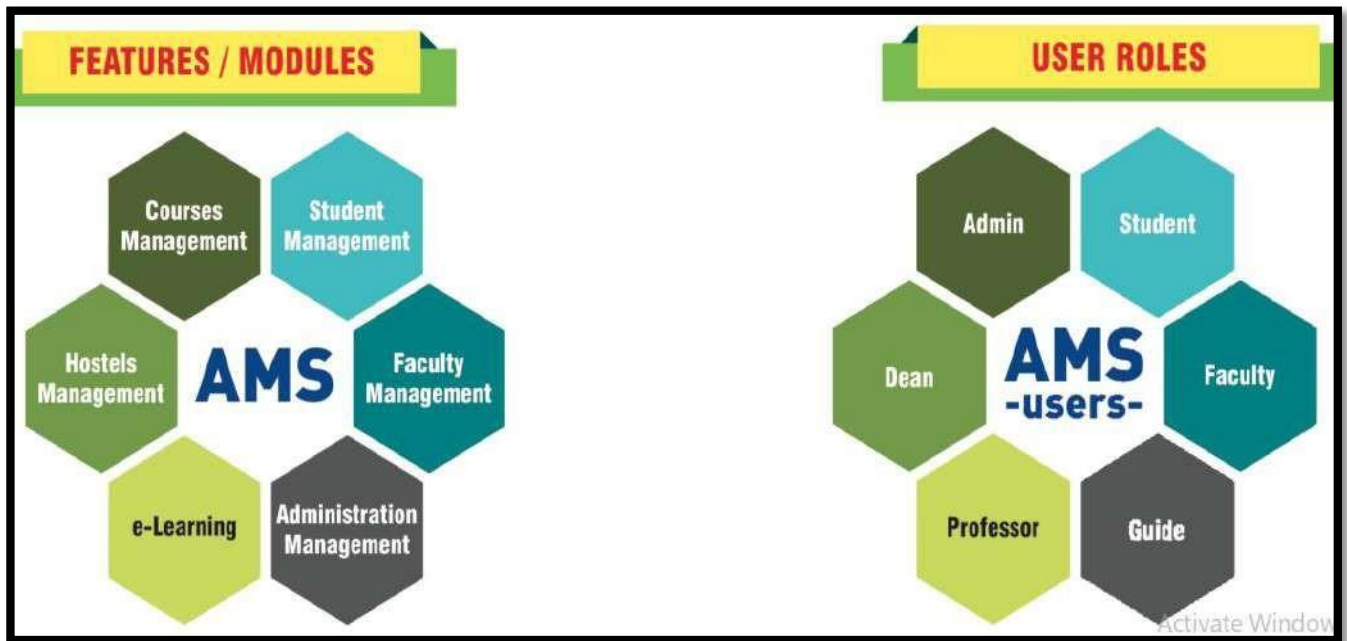 FEATURES / MODULES
Courses
Management
Student
Management
Hostels
Management
AMS
Faculty
Management
e-Learning
Administration
Management
USER ROLES
Admin
Student
Dean
AMS
-users-
Faculty
Professor
Guide
Activate Window